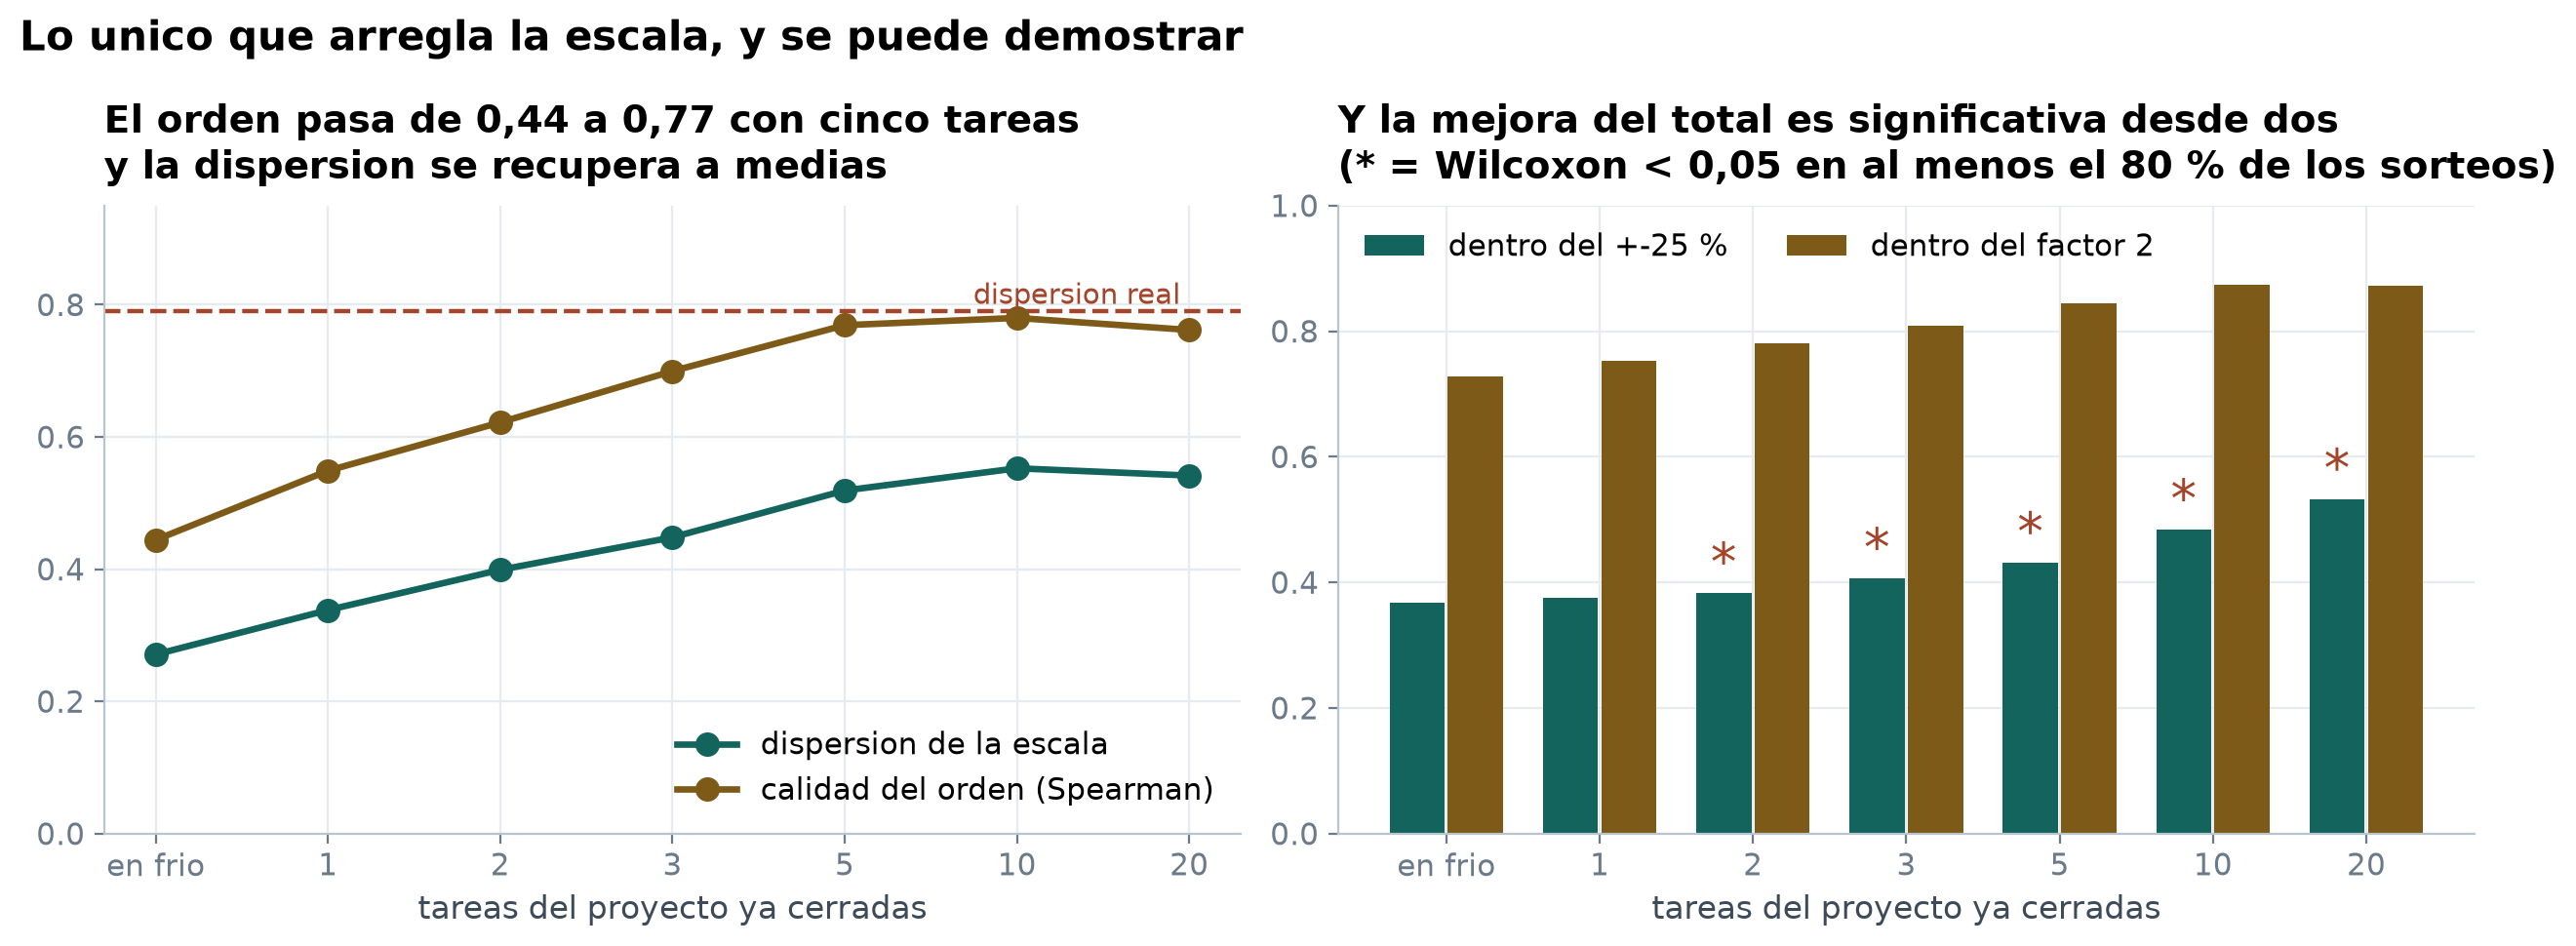 Lo unico que arregla la escala, y se puede demostrar
El orden pasa de 0,44 a 0,77 con cinco tareas
y la dispersion se recupera a medias
dispersion real
0.8
0.6
0.4
0.2
0.0
dispersion de la escala
calidad del orden (Spearman)
en frio 1 2 3 5 10 20
tareas del proyecto ya cerradas
Y la mejora del total es significativa desde dos
(* = Wilcoxon < 0,05 en al menos el 80 % de los sorteos)
1.0
dentro del +-25 % dentro del factor 2
0.8
0.6
0.4
0.2
0.0
* * * * *
en frio 1 2 3 5 10 20
tareas del proyecto ya cerradas